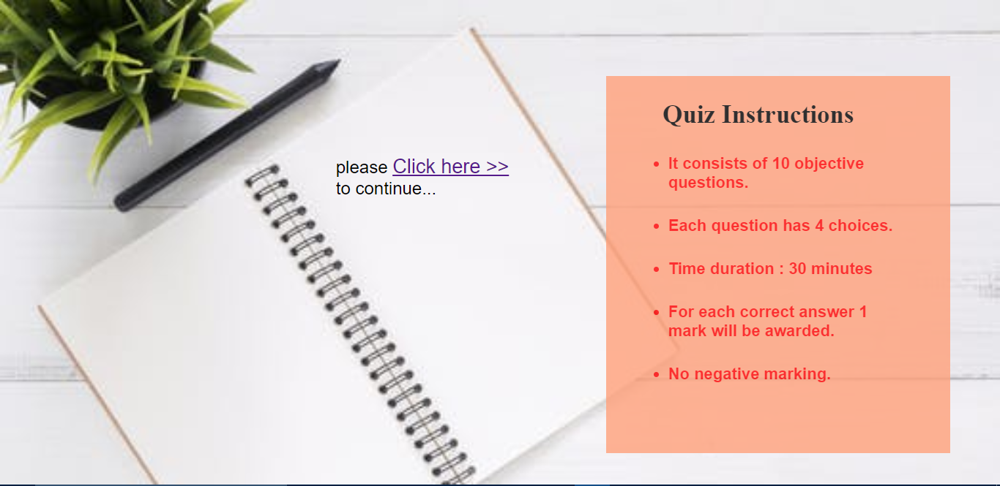 please Click here >>
to continue...
Quiz Instructions
• It consists of 10 objective
questions.
• Each question has 4 choices.
• Time duration : 30 minutes
• For each correct answer 1
mark will be awarded.
• No negative marking.